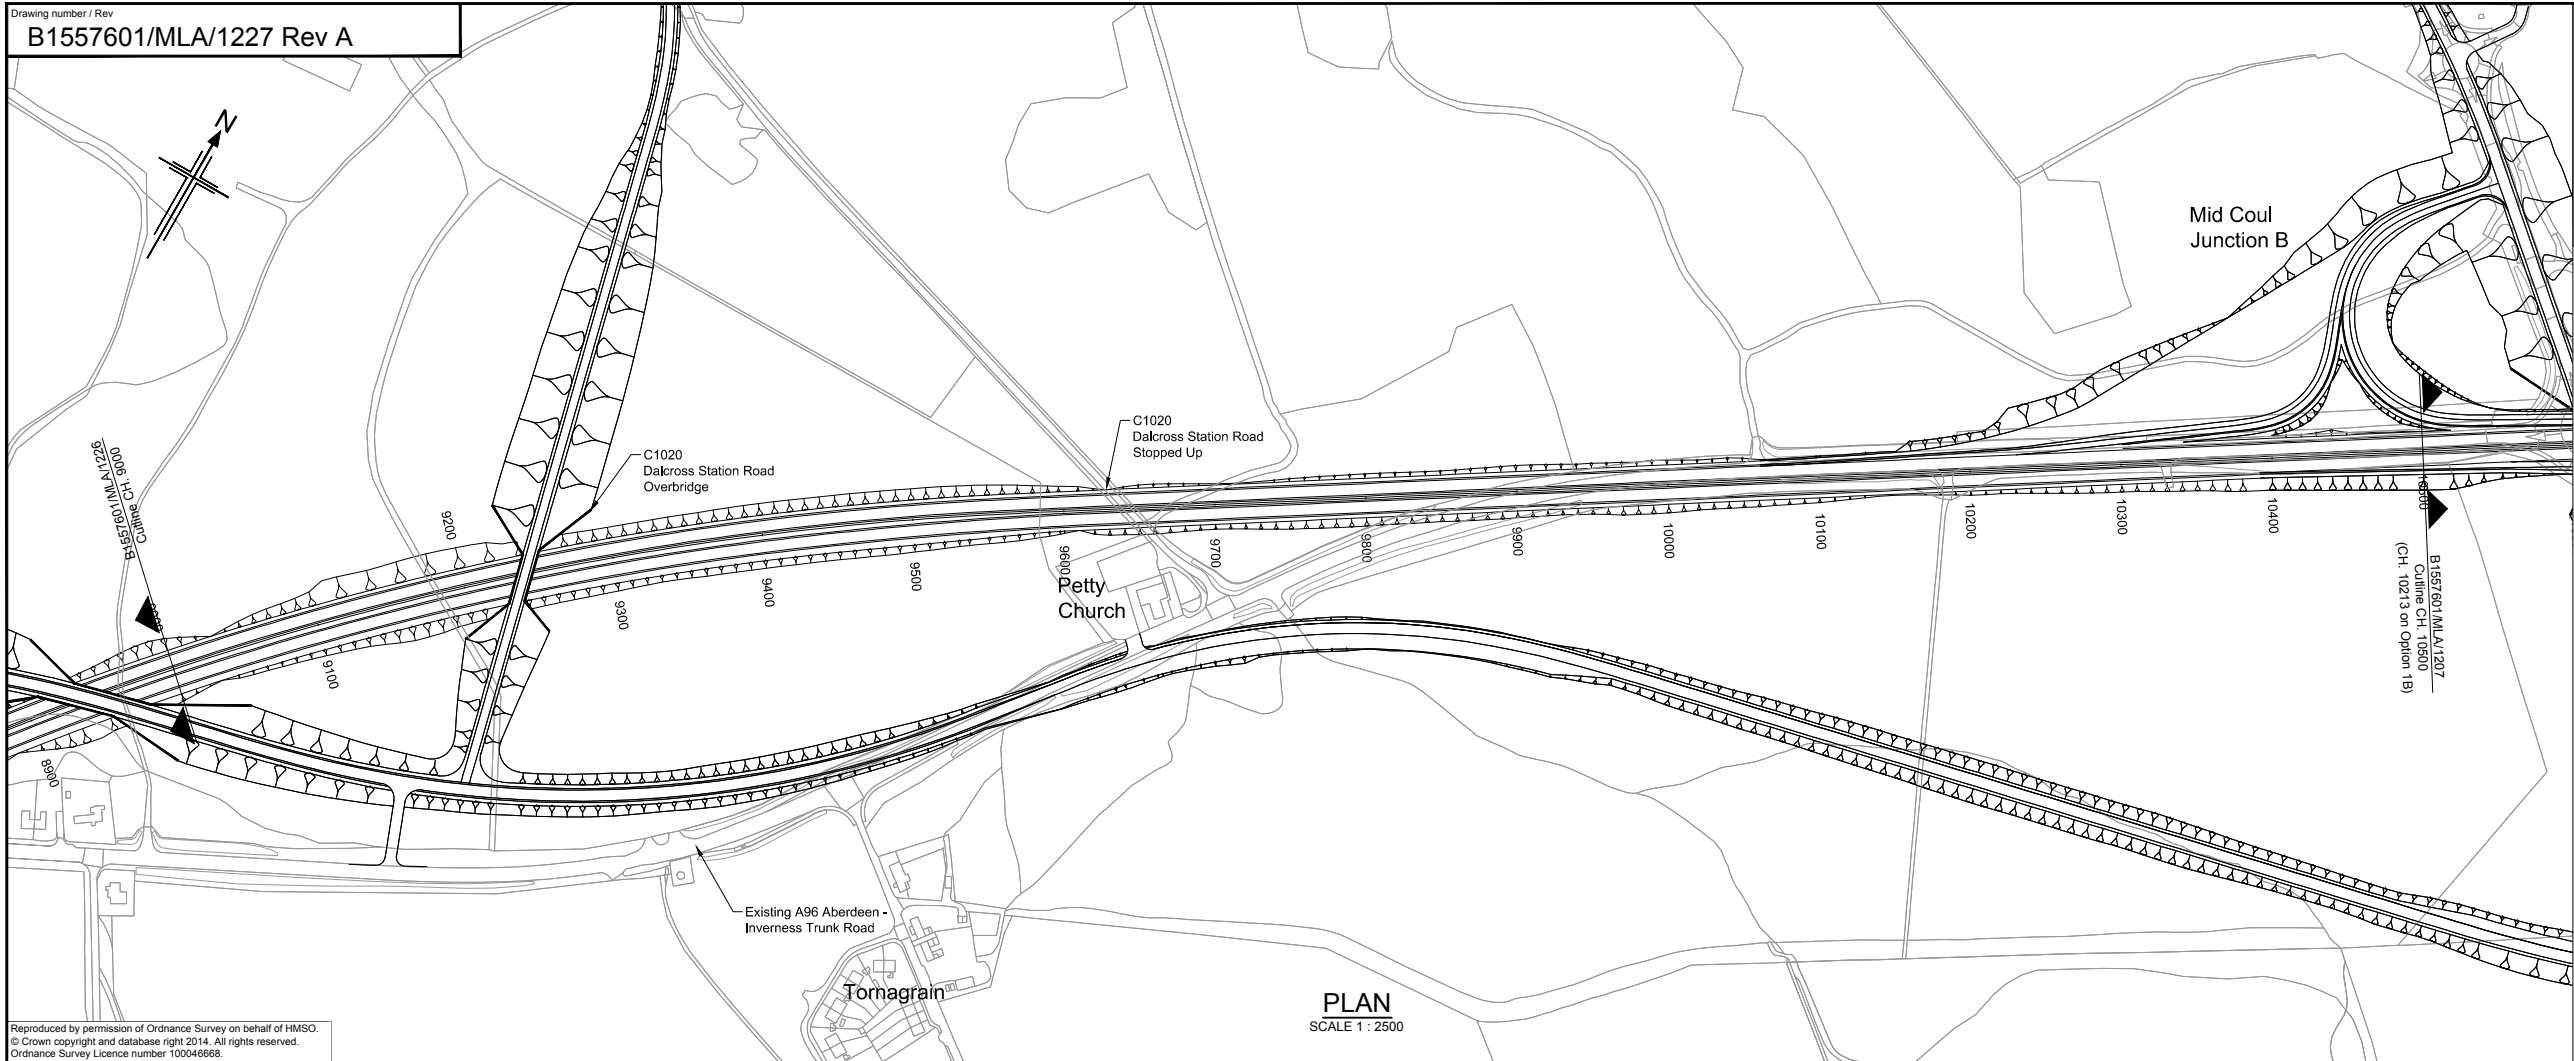 Drawing number / Rev
B1557601/MLA/1227 Rev A
N
Mid Coul
Junction B
C1020
Dalcross Station Road
Stopped Up
C1020
Dalcross Station Road
Overbridge
B1557601/MLA/1226
Cutline CH. 9000
9000
8900
9100
9200
9300
9400
9500
9600
9700
9800
9900
10000
10100
10200
10300
10400
10500
B1557601/MLA/1207
Cutline CH. 10500
(CH. 10213 on Option 1B)
Petty
Church
Existing A96 Aberdeen -
Inverness Trunk Road
Tornagrain
PLAN
SCALE 1 : 2500
Reproduced by permission of Ordnance Survey on behalf of HMSO.
© Crown copyright and database right 2014. All rights reserved.
Ordnance Survey Licence number 100046668.